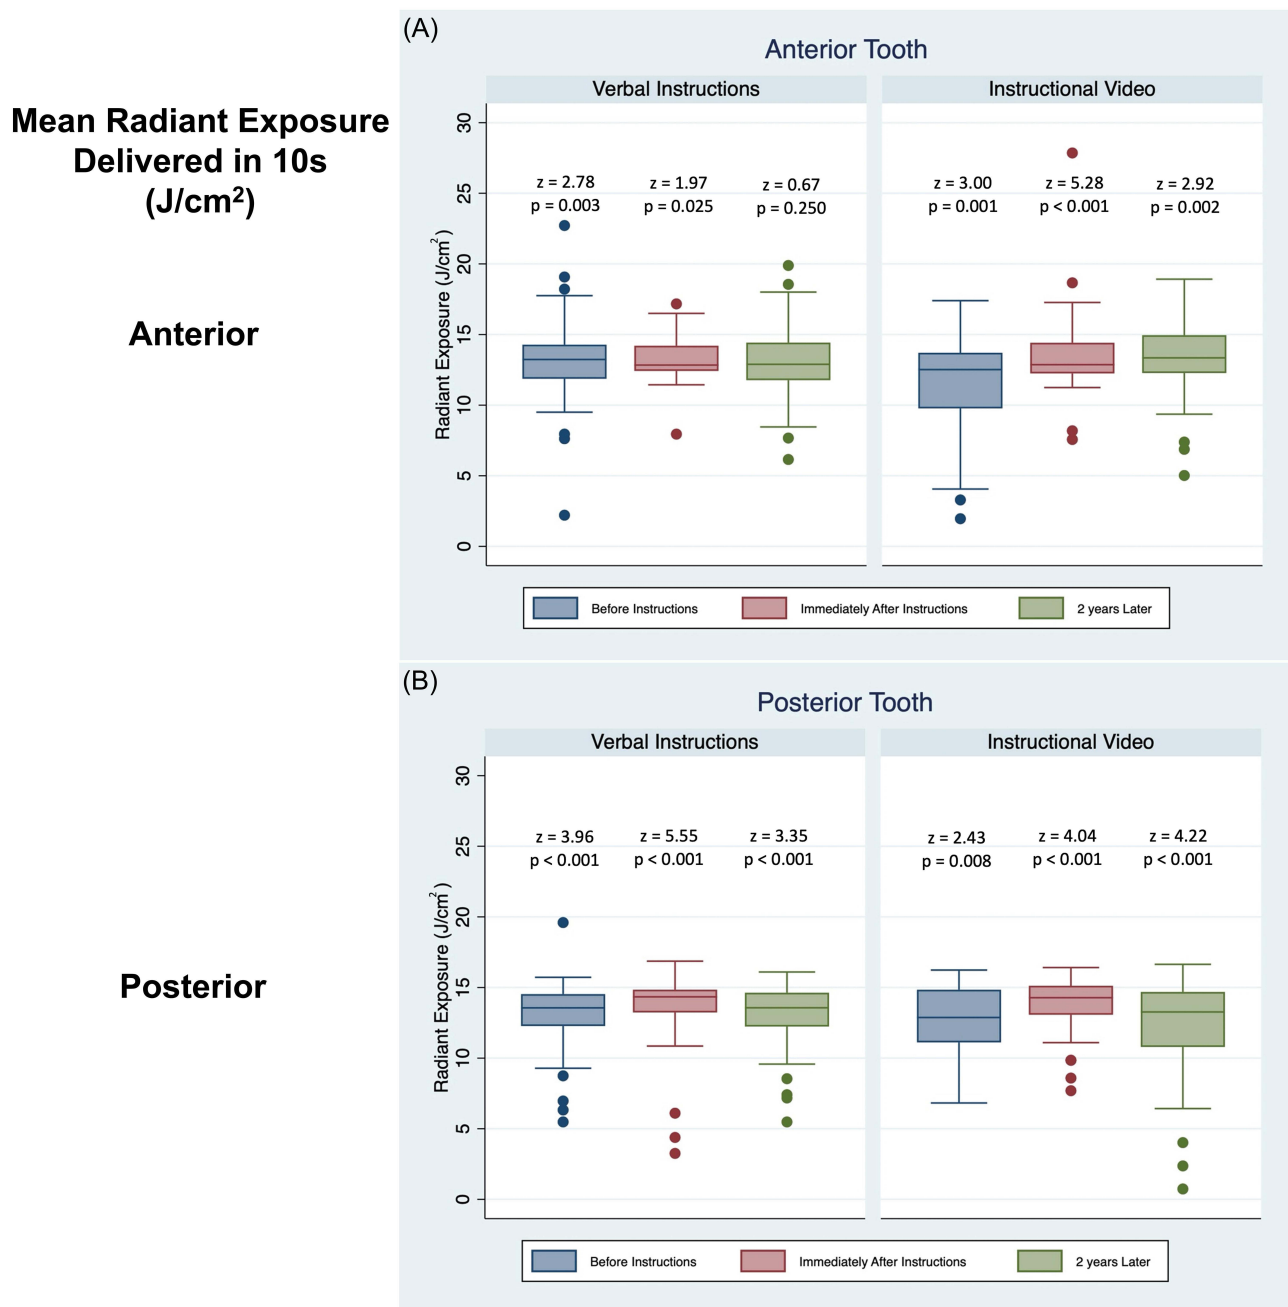 Mean Radiant Exposure
Delivered in 10s
(J/cm²)
Anterior
(A)
Anterior Tooth
Verbal Instructions
Instructional Video
Radiant Exposure (J/cm²)
30
25
20
15
10
5
0
z = 2.78
p = 0.003
z = 1.97
p = 0.025
z = 0.67
p = 0.250
z = 3.00
p = 0.001
z = 5.28
p < 0.001
z = 2.92
p = 0.002
Before Instructions
Immediately After Instructions
2 years Later
Posterior
(B)
Posterior Tooth
Verbal Instructions
Instructional Video
Radiant Exposure (J/cm²)
30
25
20
15
10
5
0
z = 3.96
p < 0.001
z = 5.55
p < 0.001
z = 3.35
p < 0.001
z = 2.43
p = 0.008
z = 4.04
p < 0.001
z = 4.22
p < 0.001
Before Instructions
Immediately After Instructions
2 years Later